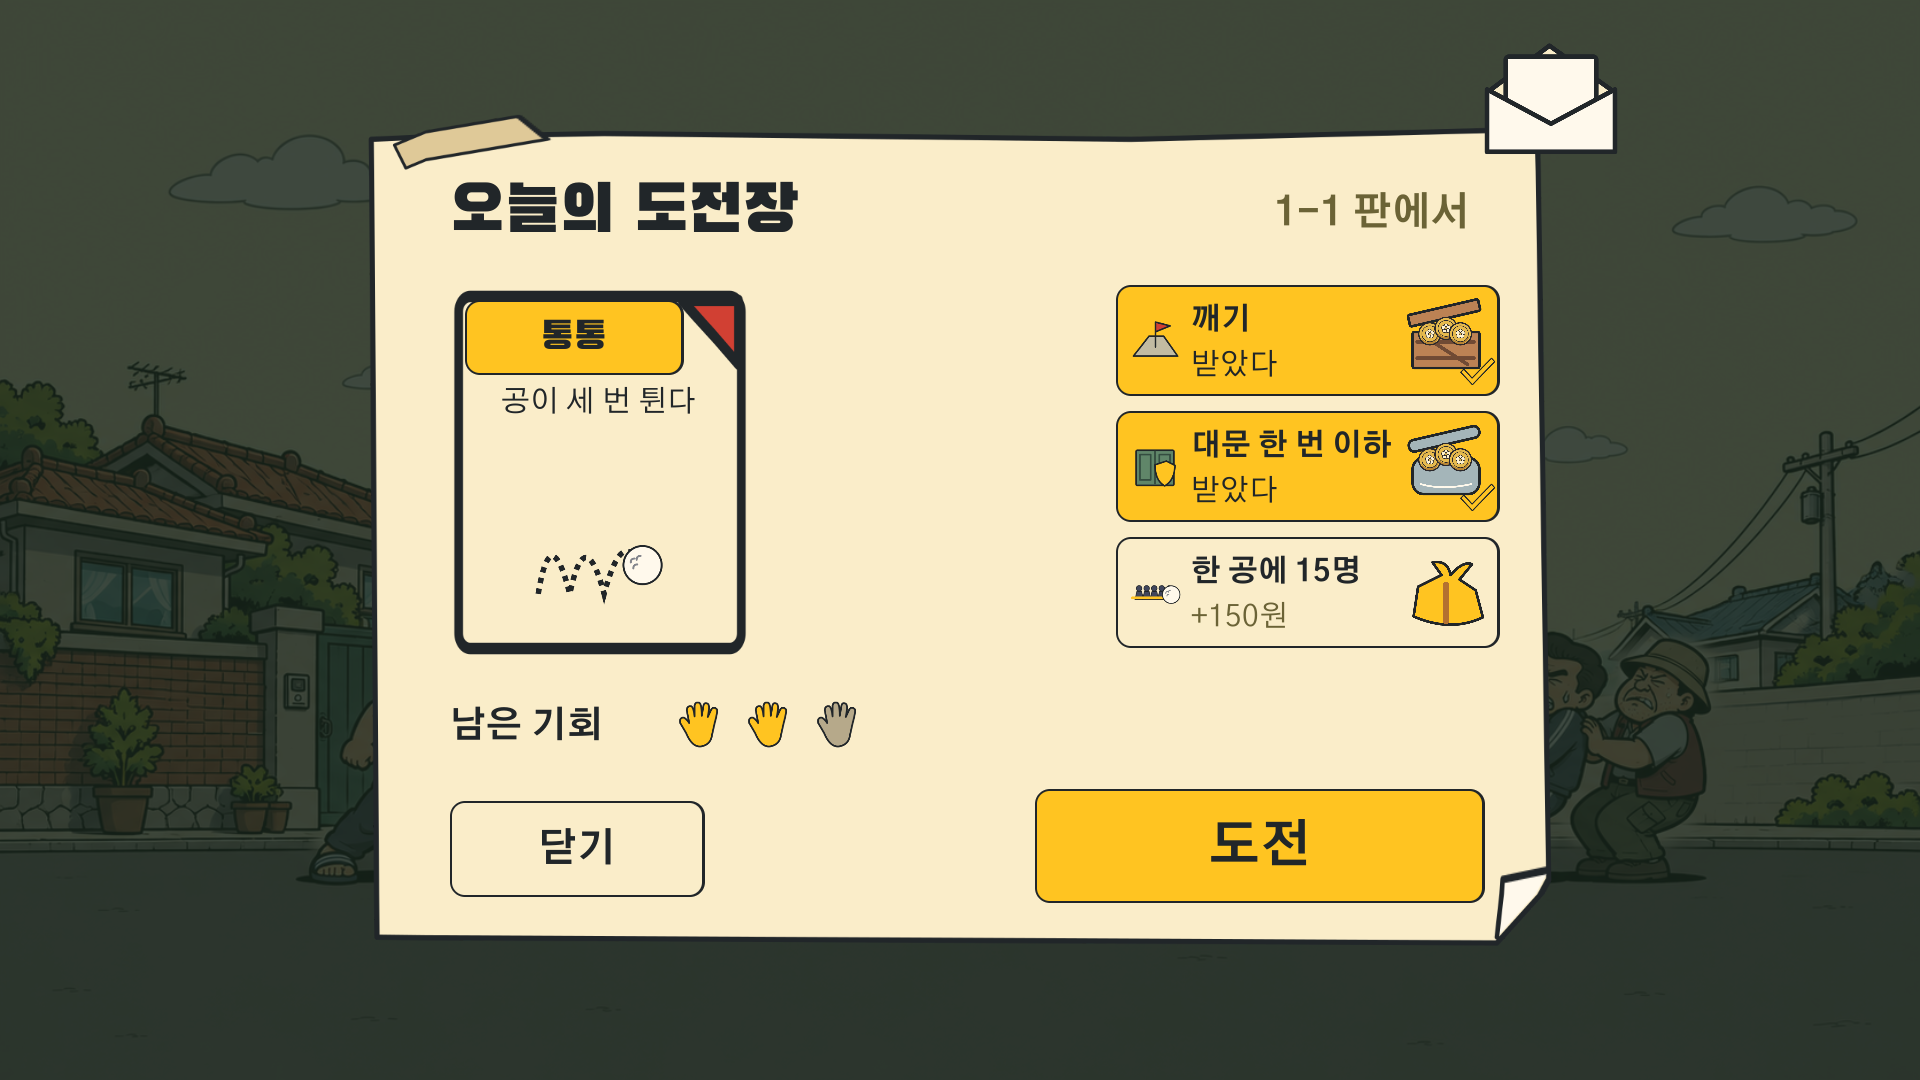 오늘의 도전장
1-1 판에서
통통
공이 세 번 튄다
깨기
받았다
대문 한 번 이하
받았다
한 공에 15명
+150원
남은 기회
닫기
도전